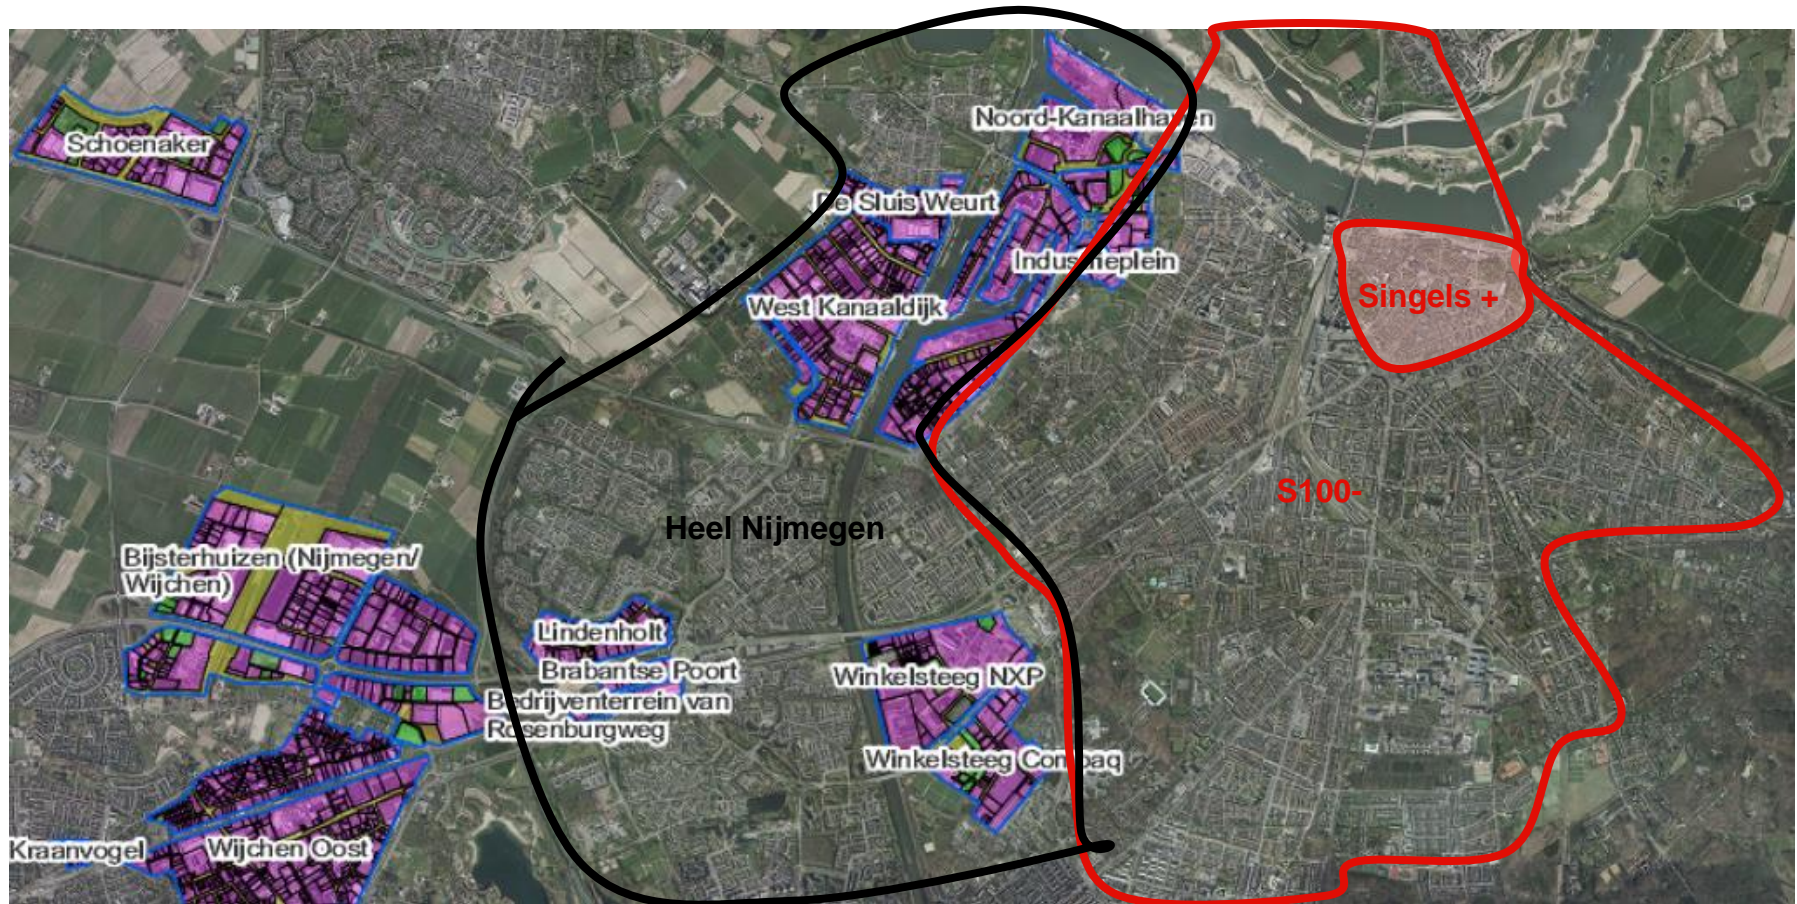 Schoenaker
Noord-Kanaalhaven
De Sluis Weurt
Industrieplein
West Kanaaldijk
Singels +
S100-
Heel Nijmegen
Bijsterhuizen (Nijmegen/
Wijchen)
Lindenholt
Brabantse Poort
Bedrijventerrein van
Rosenburgweg
Winkelsteeg NXP
Winkelsteeg Compaq
Kraanvogel
Wijchen Oost